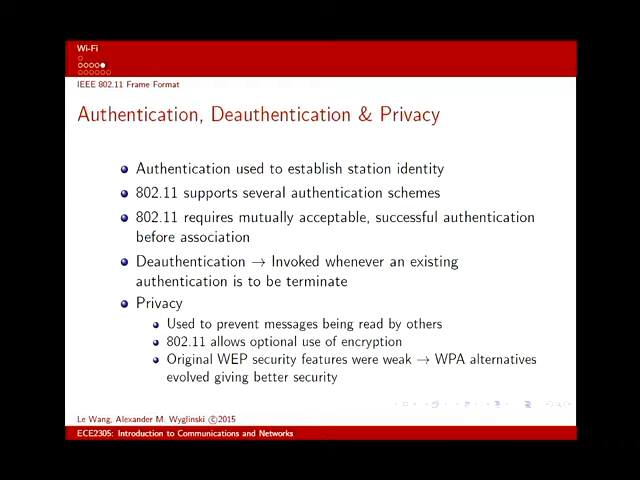 Wi-Fi
IEEE 802.11 Frame Format
Authentication, Deauthentication & Privacy
Authentication used to establish station identity
802.11 supports several authentication schemes
802.11 requires mutually acceptable, successful authentication
before association
Deauthentication → Invoked whenever an existing
authentication is to be terminate
Privacy
Used to prevent messages being read by others
802.11 allows optional use of encryption
Original WEP security features were weak → WPA alternatives
evolved giving better security
Le Wang, Alexander M. Wyglinski ©2015
ECE2305: Introduction to Communications and Networks